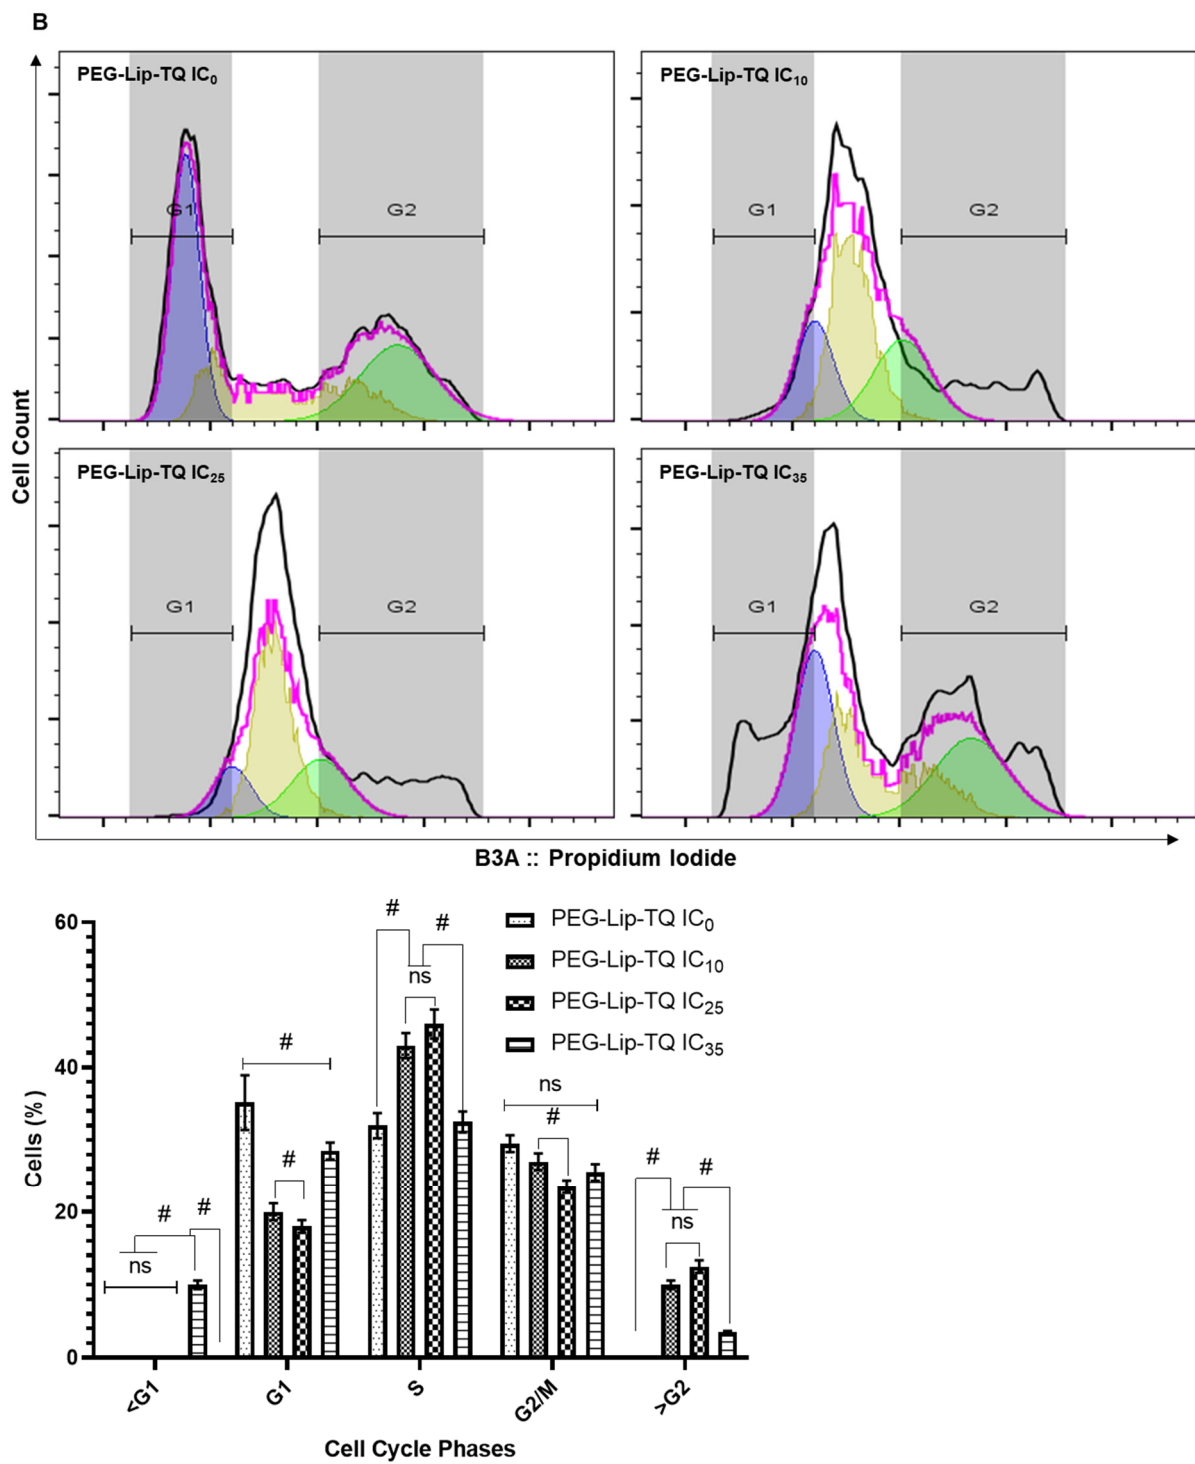 B
PEG-Lip-TQ IC0
G1
G2
PEG-Lip-TQ IC10
G1
G2
PEG-Lip-TQ IC25
G1
G2
PEG-Lip-TQ IC35
G1
G2
Cell Count
B3A :: Propidium Iodide
PEG-Lip-TQ IC0
PEG-Lip-TQ IC10
PEG-Lip-TQ IC25
PEG-Lip-TQ IC35
60
40
20
0
Cells (%)
ns
#
#
#
#
#
ns
#
ns
#
#
ns
#
<G1
G1
S
G2/M
>G2
Cell Cycle Phases